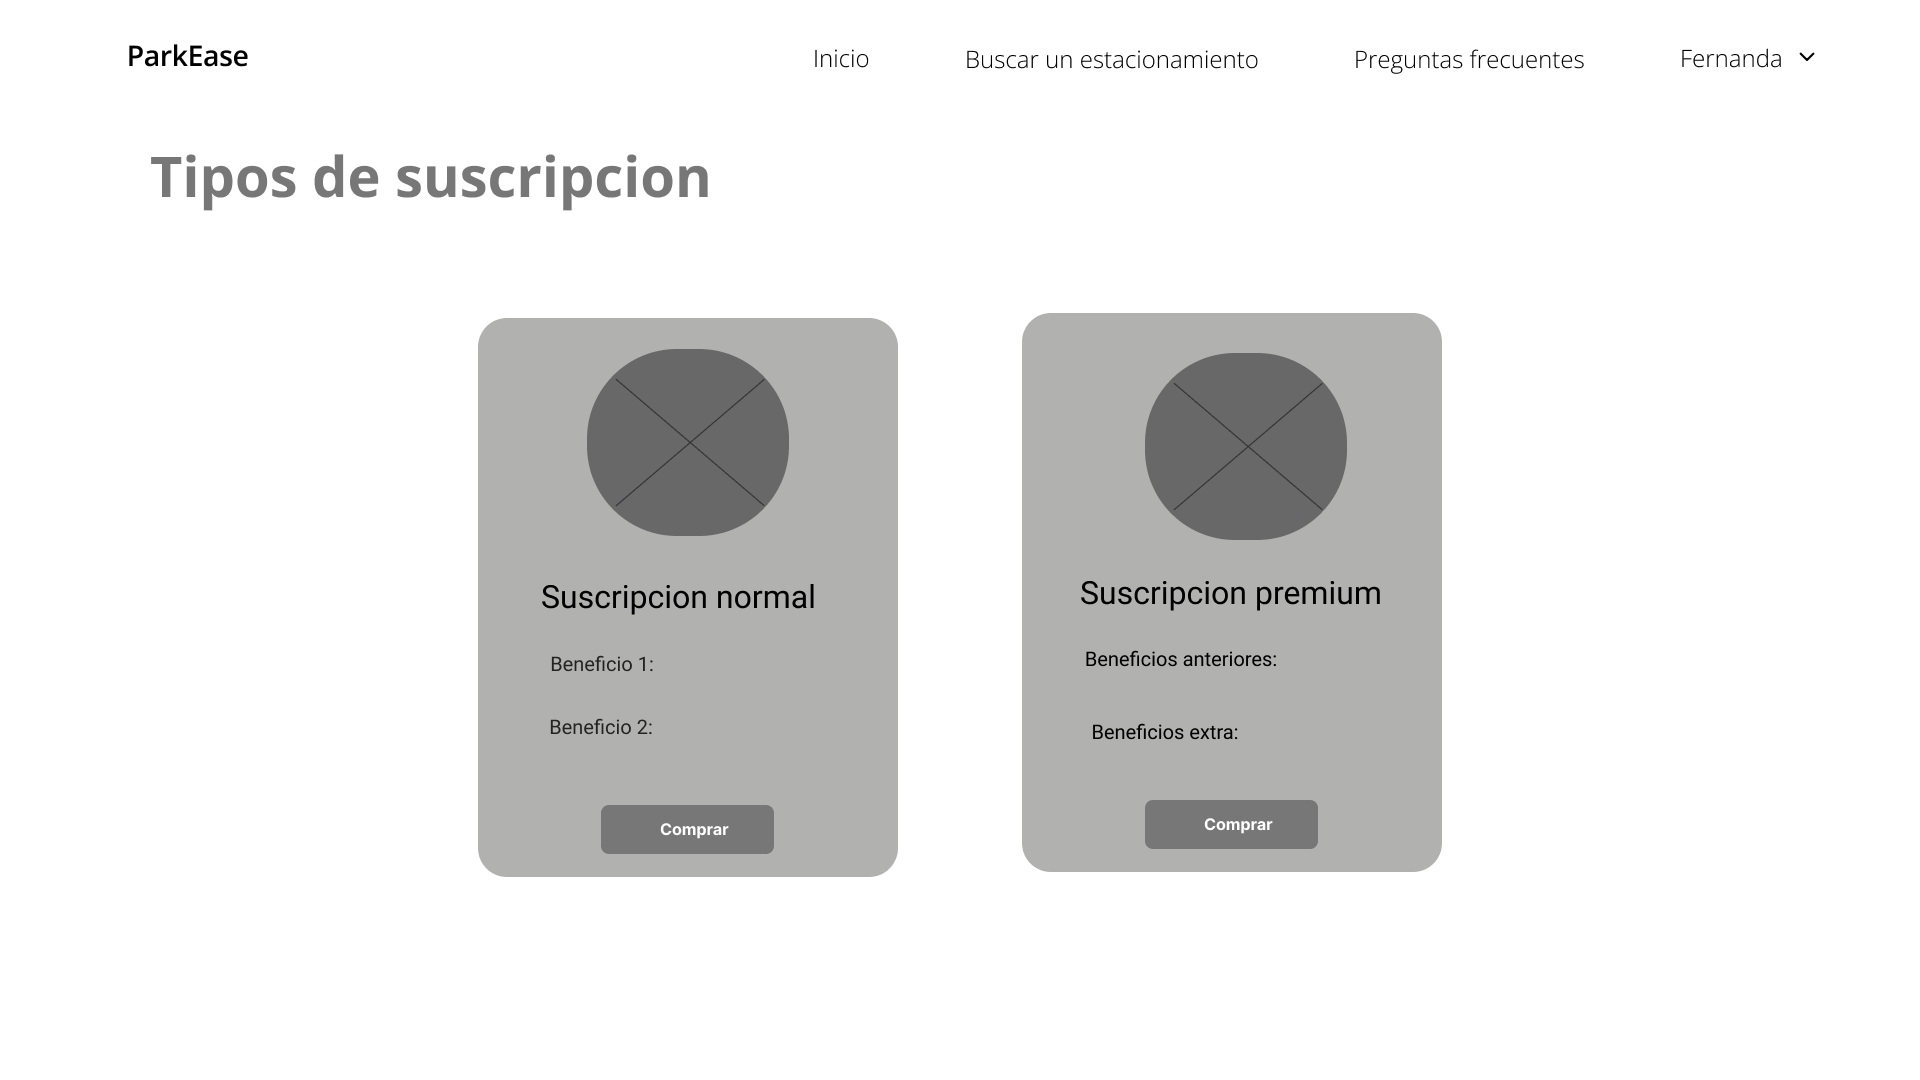 ParkEase
Inicio
Buscar un estacionamiento
Preguntas frecuentes
Fernanda
Tipos de suscripcion
Suscripcion normal
Beneficio 1:
Beneficio 2:
Comprar
Suscripcion premium
Beneficios anteriores:
Beneficios extra:
Comprar